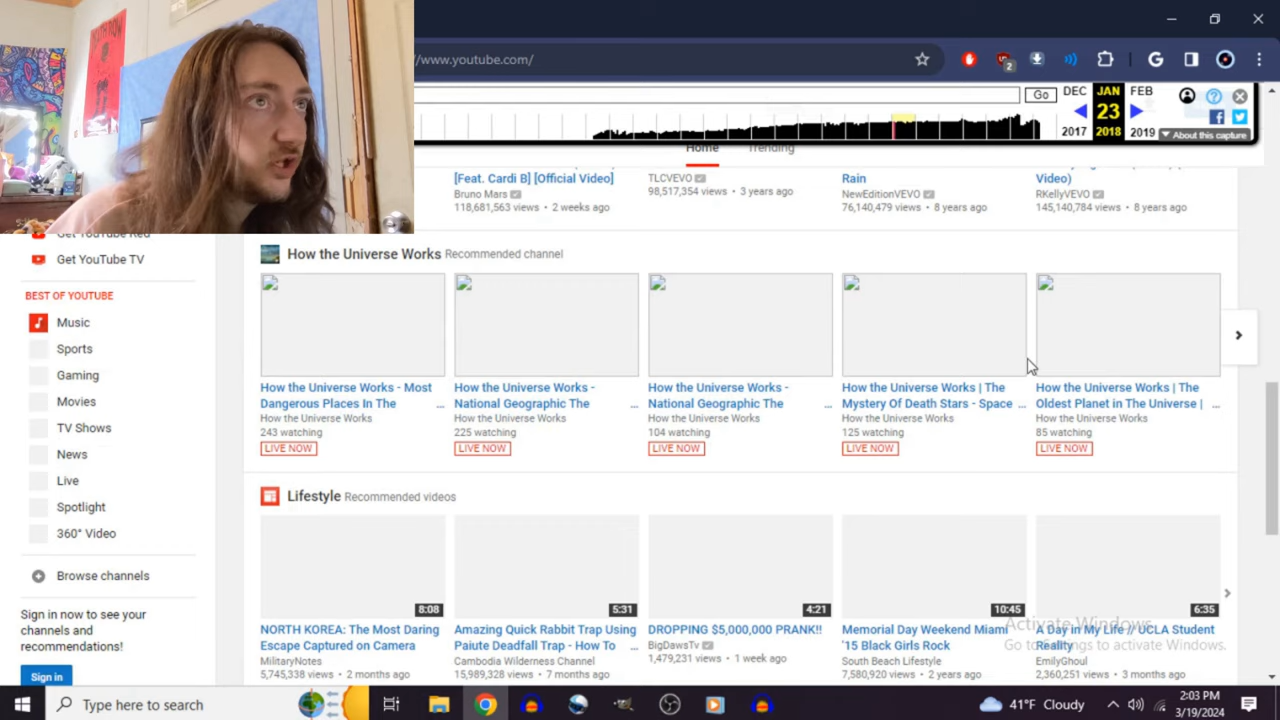 //www.youtube.com/
2
Go
DEC
JAN
FEB
23
2017
2018
2019
About this capture
Home
Trending
[Feat. Cardi B] [Official Video]
Bruno Mars
118,681,563 views • 2 weeks ago
TLCVEVO
98,517,354 views • 3 years ago
Rain
NewEditionVEVO
76,140,479 views • 8 years ago
Video)
RKellyVEVO
145,140,784 views • 8 years ago
Get YouTube Red
Get YouTube TV
BEST OF YOUTUBE
Music
Sports
Gaming
Movies
TV Shows
News
Live
Spotlight
360° Video
Browse channels
Sign in now to see your
channels and
recommendations!
Sign in
How the Universe Works Recommended channel
How the Universe Works - Most
Dangerous Places In The ...
How the Universe Works
243 watching
LIVE NOW
How the Universe Works -
National Geographic The ...
How the Universe Works
225 watching
LIVE NOW
How the Universe Works -
National Geographic The ...
How the Universe Works
104 watching
LIVE NOW
How the Universe Works | The
Mystery Of Death Stars - Space ...
How the Universe Works
125 watching
LIVE NOW
How the Universe Works | The
Oldest Planet in The Universe | ...
How the Universe Works
85 watching
LIVE NOW
Lifestyle Recommended videos
8:08
NORTH KOREA: The Most Daring
Escape Captured on Camera
MilitaryNotes
5,745,338 views • 2 months ago
5:31
Amazing Quick Rabbit Trap Using
Paiute Deadfall Trap - How To ...
Cambodia Wilderness Channel
15,989,328 views • 7 months ago
4:21
DROPPING $5,000,000 PRANK!!
BigDawsTv
1,479,231 views • 1 week ago
10:45
Memorial Day Weekend Miami
'15 Black Girls Rock
South Beach Lifestyle
7,580,920 views • 2 years ago
6:35
A Day in My Life // UCLA Student
Reality
EmilyGhoul
2,360,251 views • 3 months ago
Activate Windows
Go to Settings to activate Windows.
Type here to search
41°F Cloudy
2:03 PM
3/19/2024